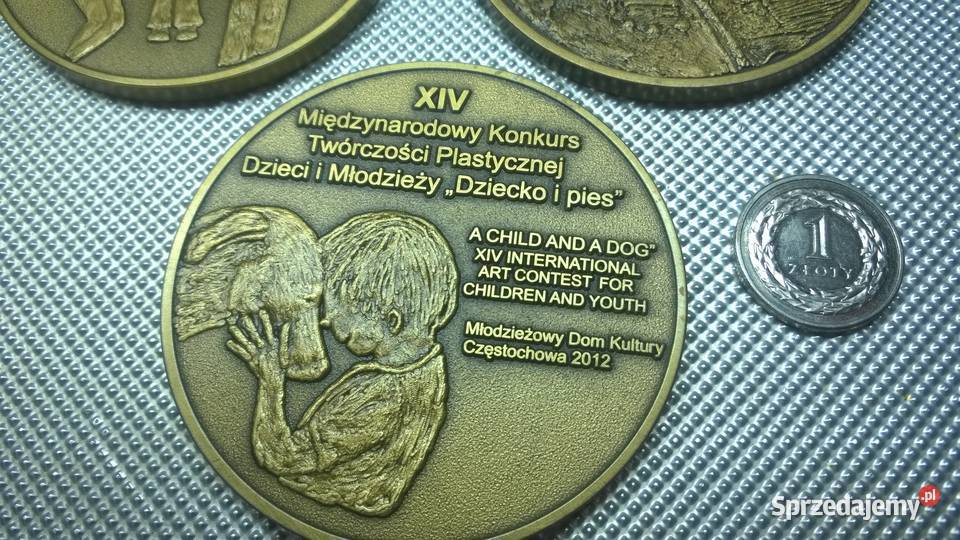 XIV
Międzynarodowy Konkurs
Twórczości Plastycznej
Dzieci i Młodzieży „Dziecko i pies”
A CHILD AND A DOG”
XIV INTERNATIONAL
ART CONTEST FOR
CHILDREN AND YOUTH
Młodzieżowy Dom Kultury
Częstochowa 2012
1
ZŁOTY
Sprzedajemy.pl